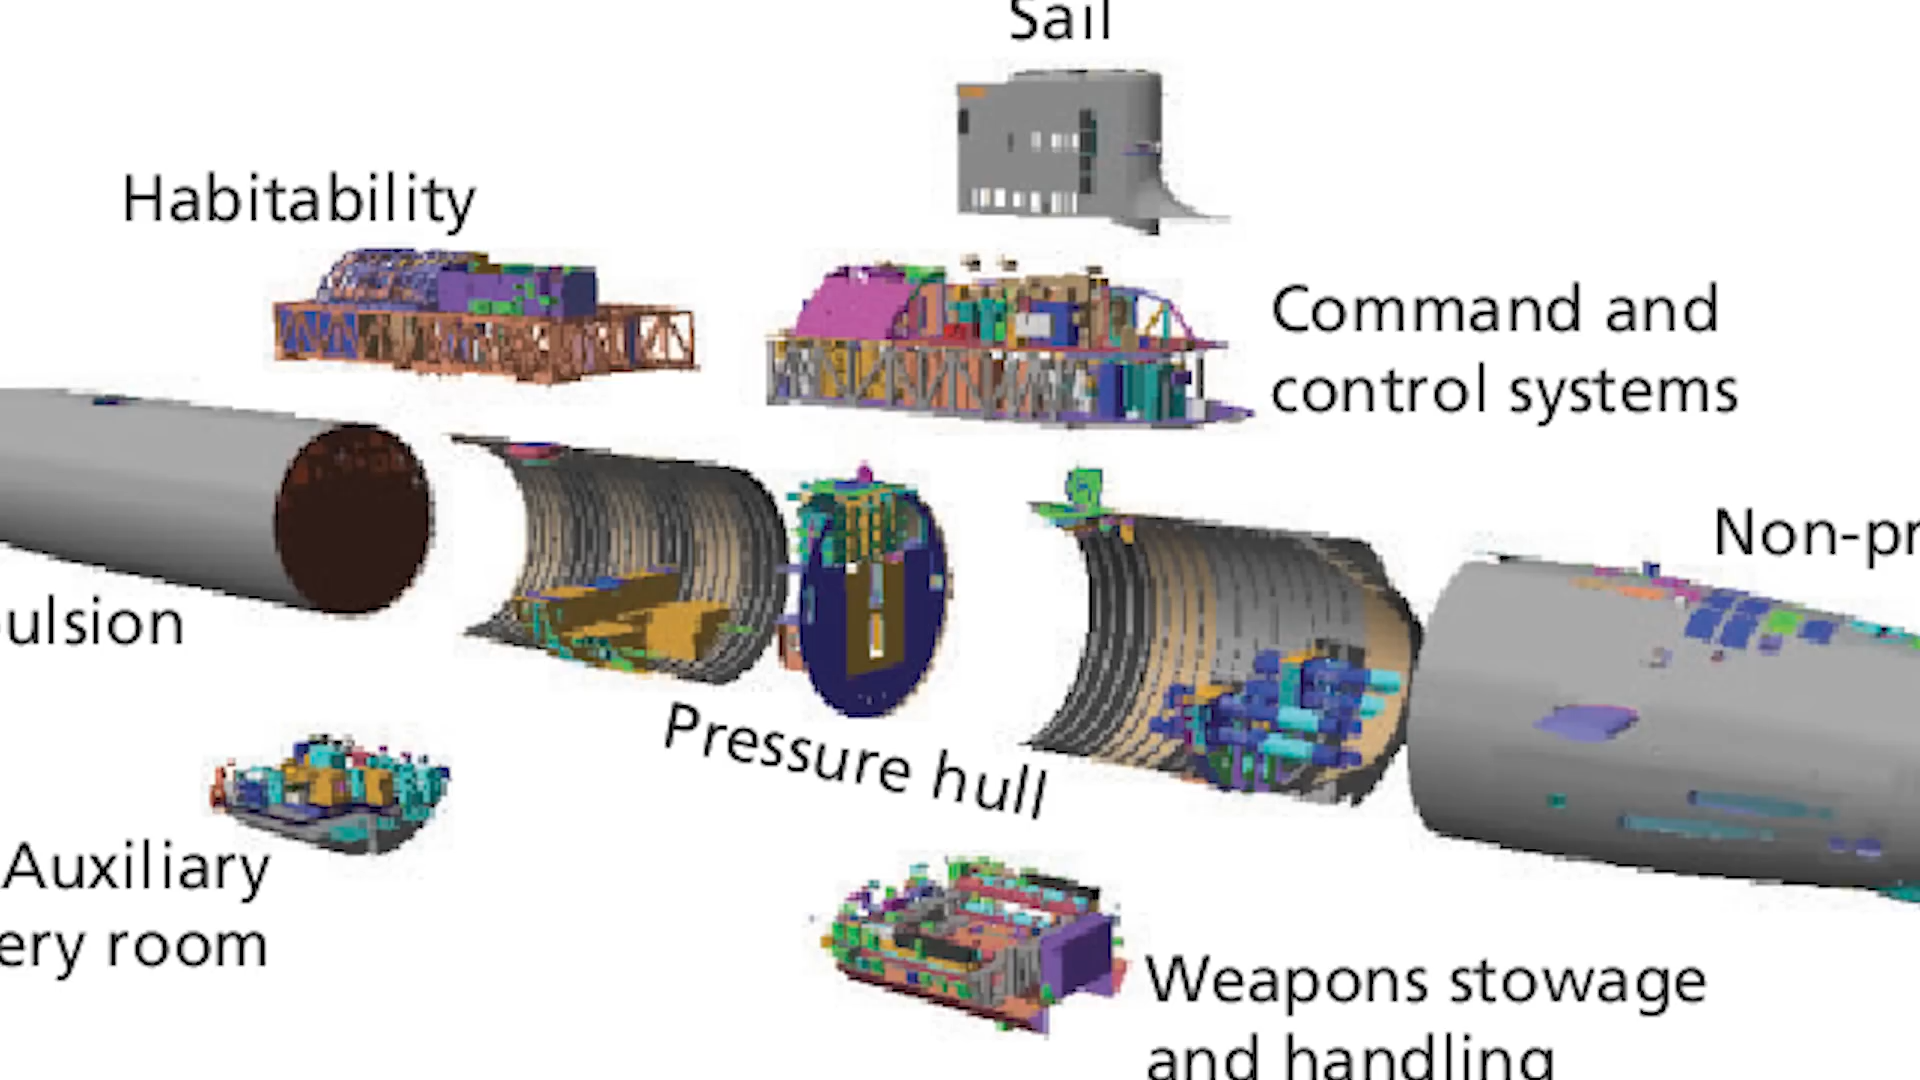 Sail
Habitability
Command and
control systems
Non-pr
ulsion
Pressure hull
Auxiliary
ery room
Weapons stowage
and handling